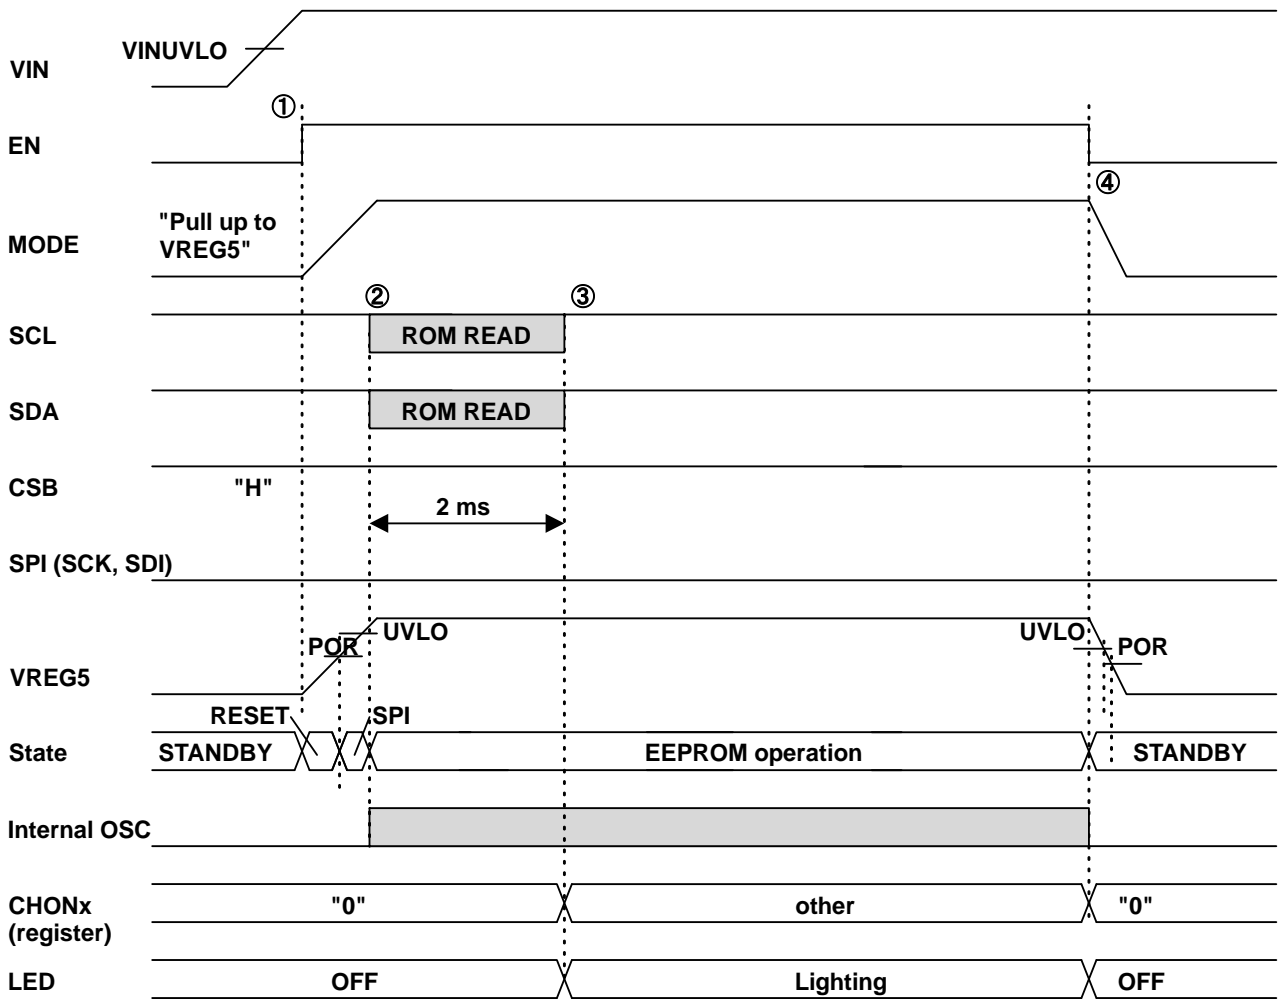 VINUVLO
VIN
①
EN
④
"Pull up to
VREG5"
MODE
② ③
SCL ROM READ
SDA ROM READ
CSB "H"
2 ms
SPI (SCK, SDI)
UVLO UVLO
POR POR
VREG5
RESET SPI
State STANDBY EEPROM operation STANDBY
Internal OSC
CHONx "0" other "0"
(register)
LED OFF Lighting OFF